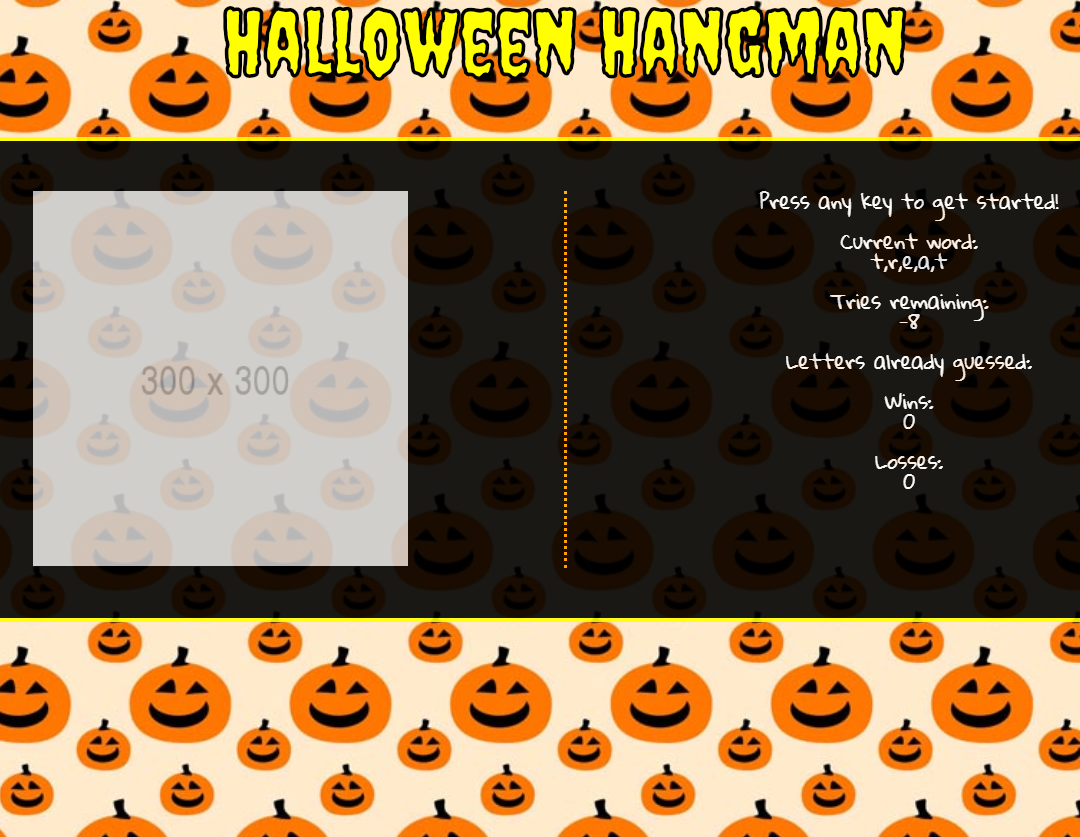 HALLOWEEN HANGMAN
300 x 300
Press any key to get started!
Current word:
t,r,e,a,t
Tries remaining:
-8
Letters already guessed:
Wins:
0
Losses:
0